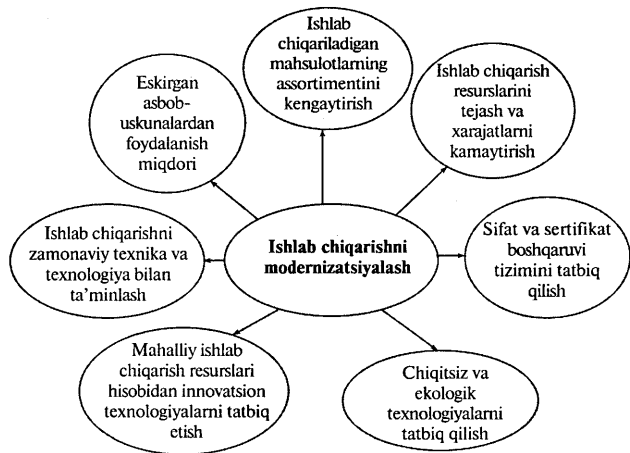 Ishlab
chiqariladigan
mahsulotlarning
assortimentini
kengaytirish
Eskirgan
asbob-
uskunalardan
foydalanish
miqdori
Ishlab chiqarish
resurslarini
tejash va
xarajatlarni
kamaytirish
Ishlab chiqarishni
zamonaviy texnika va
texnologiya bilan
ta’minlash
Ishlab chiqarishni
modernizatsiyalash
Sifat va sertifikat
boshqaruvi
tizimini tatbiq
qilish
Mahalliy ishlab
chiqarish resurslari
hisobidan innovatsion
texnologiyalarni tatbiq
etish
Chiqitsiz va
ekologik
texnologiyalarni
tatbiq qilish